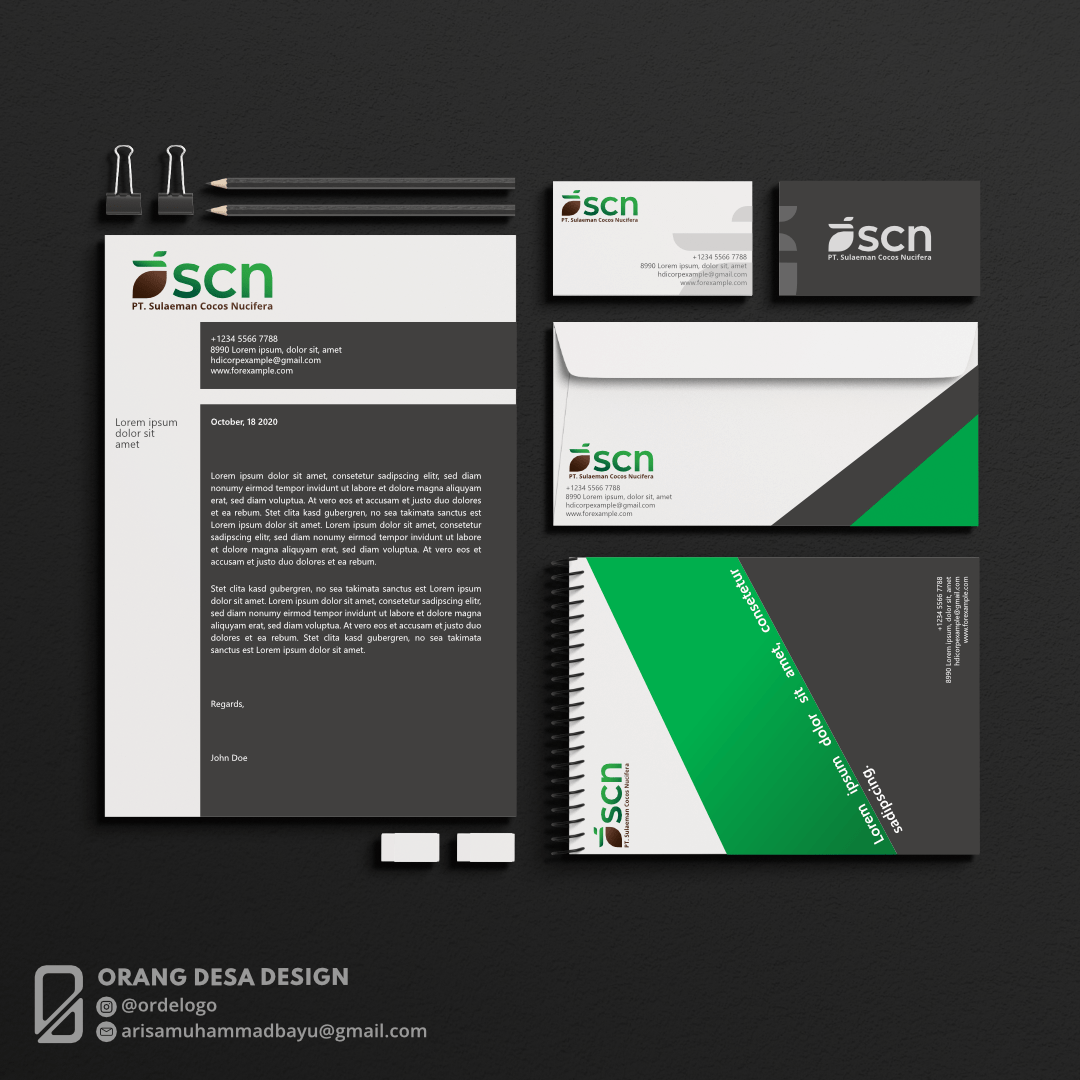 scn
PT. Sulaeman Cocos Nucifera
+1234 5566 7788
8990 Lorem ipsum, dolor sit, amet
hdicorpexample@gmail.com
www.forexample.com
Lorem ipsum
dolor sit
amet
October, 18 2020
Lorem ipsum dolor sit amet, consetetur sadipscing elitr, sed diam
nonumy eirmod tempor invidunt ut labore et dolore magna aliquyam
erat, sed diam voluptua. At vero eos et accusam et justo duo dolores
et ea rebum. Stet clita kasd gubergren, no sea takimata sanctus est
Lorem ipsum dolor sit amet. Lorem ipsum dolor sit amet, consetetur
sadipscing elitr, sed diam nonumy eirmod tempor invidunt ut labore
et dolore magna aliquyam erat, sed diam voluptua. At vero eos et
accusam et justo duo dolores et ea rebum.
Stet clita kasd gubergren, no sea takimata sanctus est Lorem ipsum
dolor sit amet. Lorem ipsum dolor sit amet, consetetur sadipscing elitr,
sed diam nonumy eirmod tempor invidunt ut labore et dolore magna
aliquyam erat, sed diam voluptua. At vero eos et accusam et justo duo
dolores et ea rebum. Stet clita kasd gubergren, no sea takimata
sanctus est Lorem ipsum dolor sit amet.
Regards,
John Doe
scn
PT. Sulaeman Cocos Nucifera
+1234 5566 7788
8990 Lorem ipsum, dolor sit, amet
hdicorpexample@gmail.com
www.forexample.com
scn
PT. Sulaeman Cocos Nucifera
scn
PT. Sulaeman Cocos Nucifera
+1234 5566 7788
8990 Lorem ipsum, dolor sit, amet
hdicorpexample@gmail.com
www.forexample.com
scn
PT. Sulaeman Cocos Nucifera
Lorem ipsum dolor sit amet, consetetur
sadipscing.
+1234 5566 7788
8990 Lorem ipsum, dolor sit, amet
hdicorpexample@gmail.com
www.forexample.com
ORANG DESA DESIGN
@ordelogo
arisamuhammadbayu@gmail.com